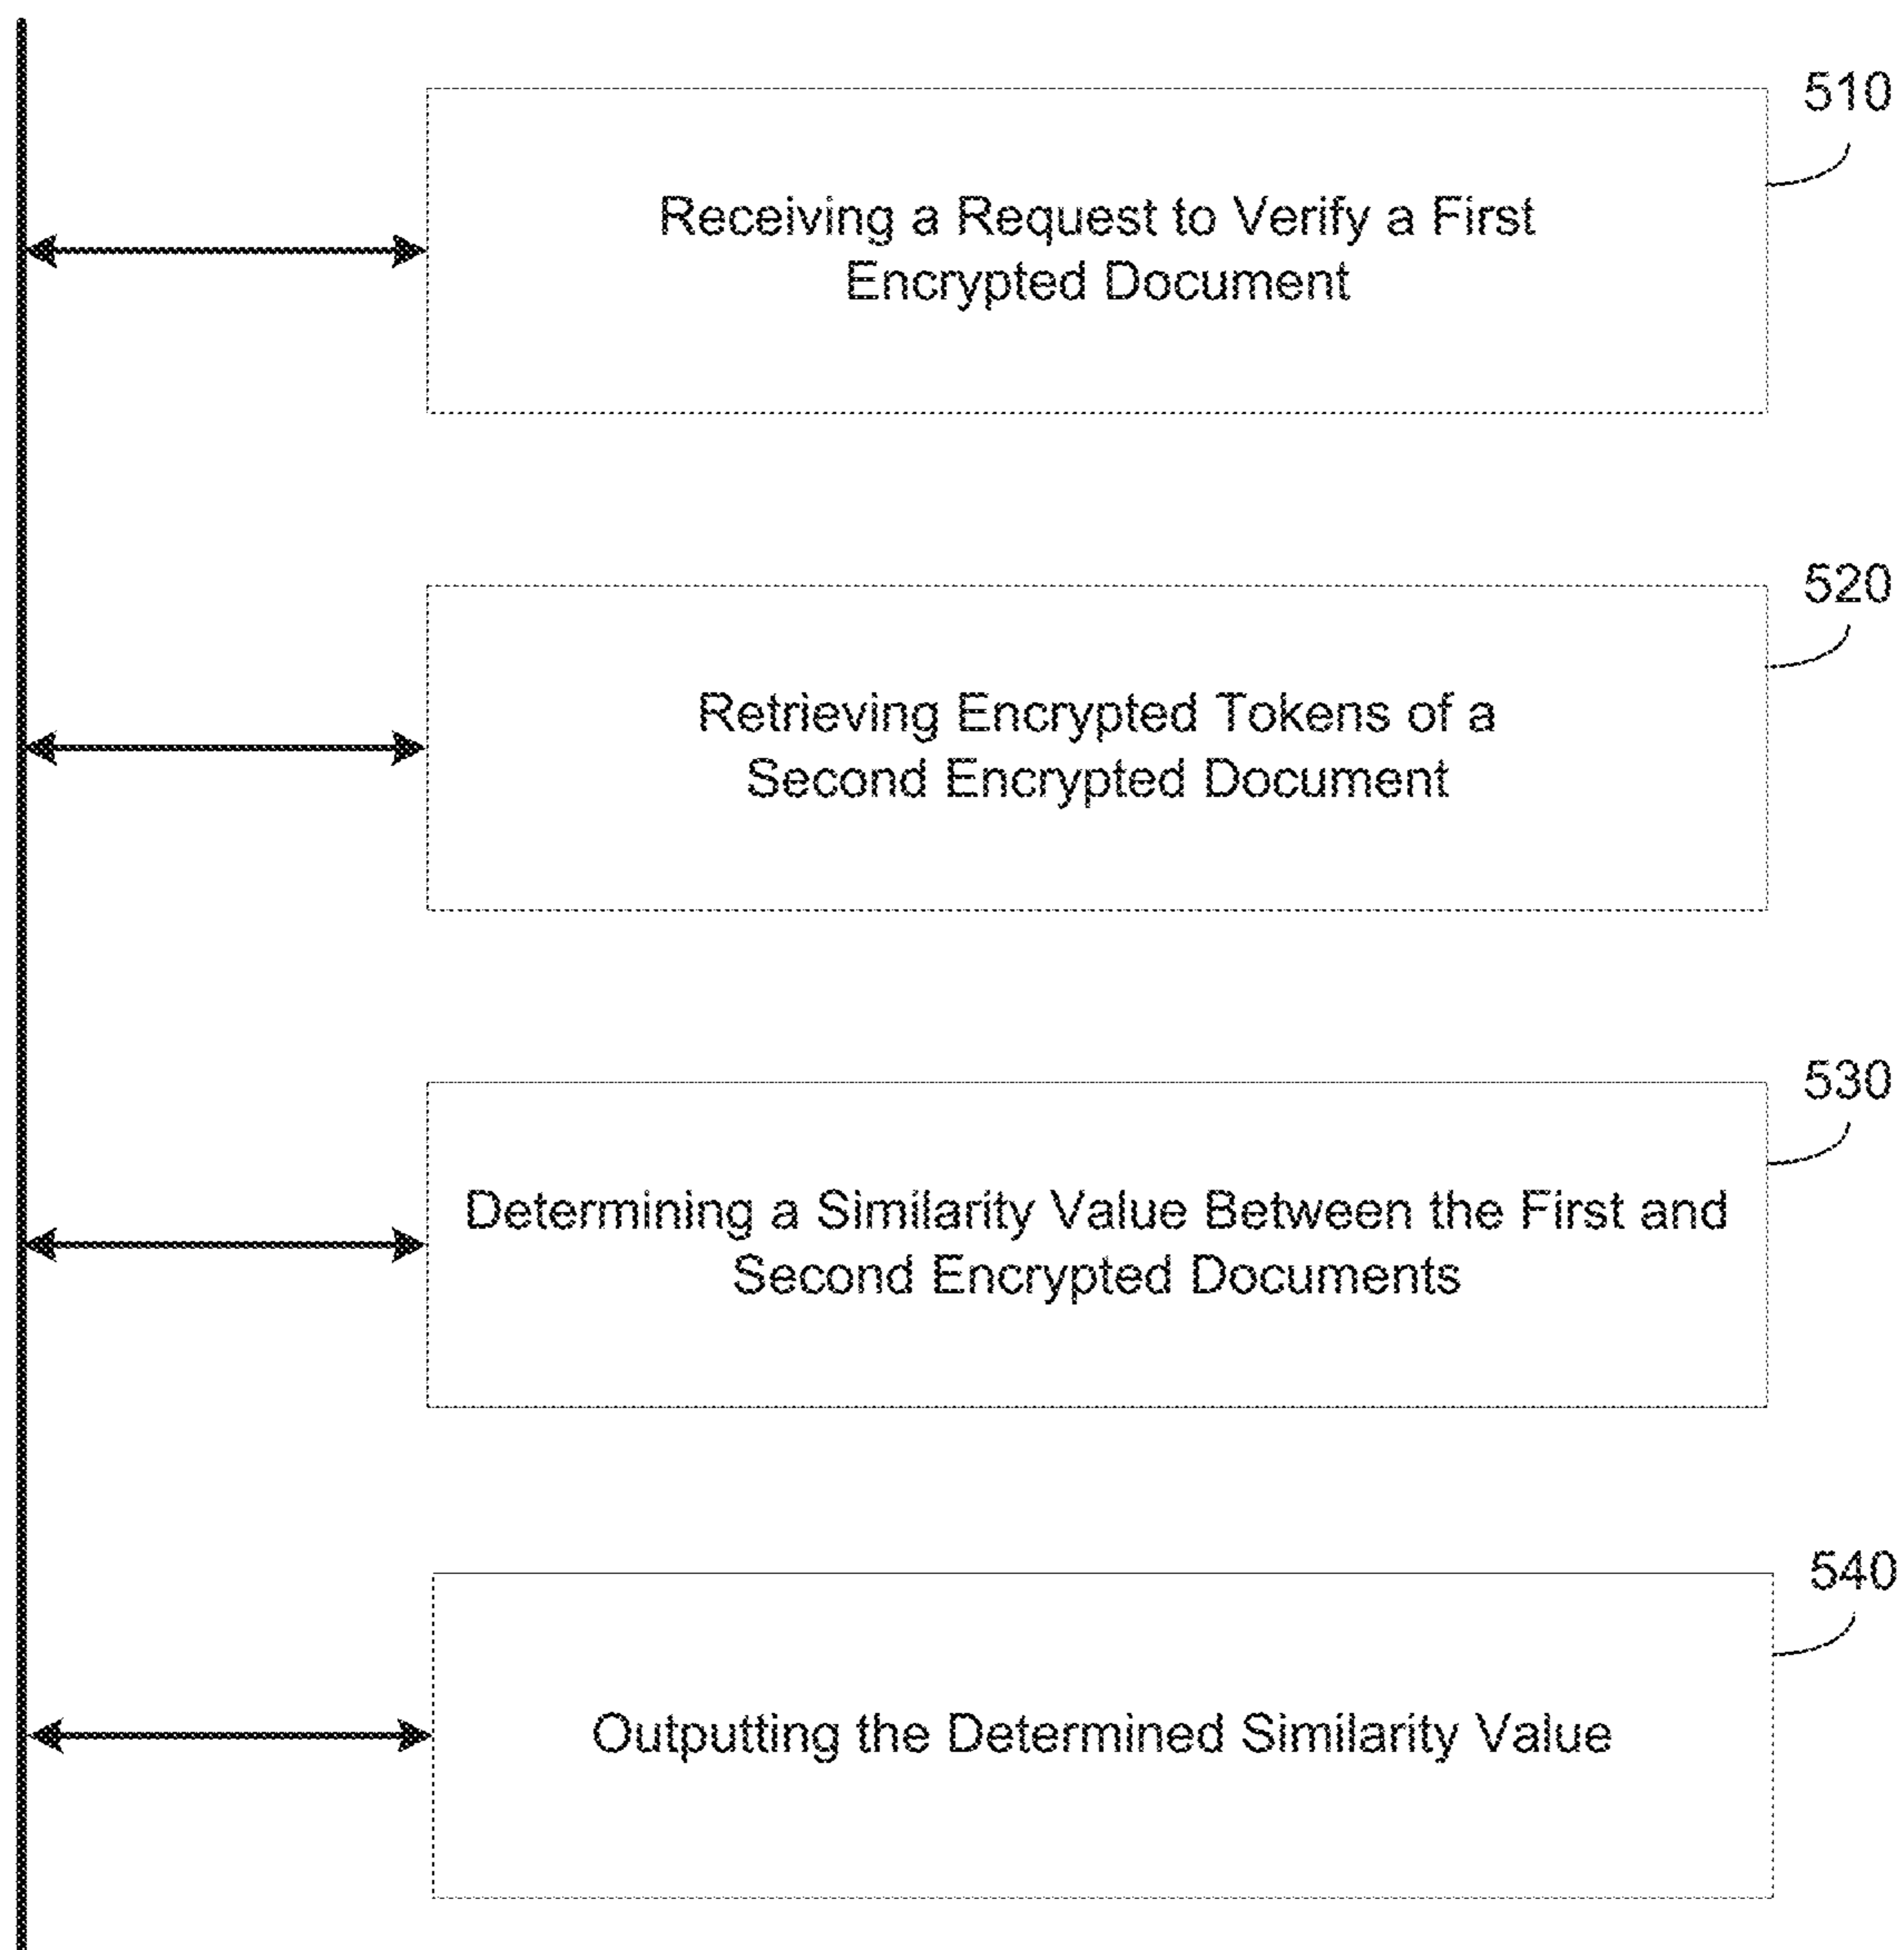 510
Receiving a Request to Verify a First
Encrypted Document
520
Retrieving Encrypted Tokens of a
Second Encrypted Document
530
Determining a Similarity Value Between the First and
Second Encrypted Documents
540
Outputting the Determined Similarity Value